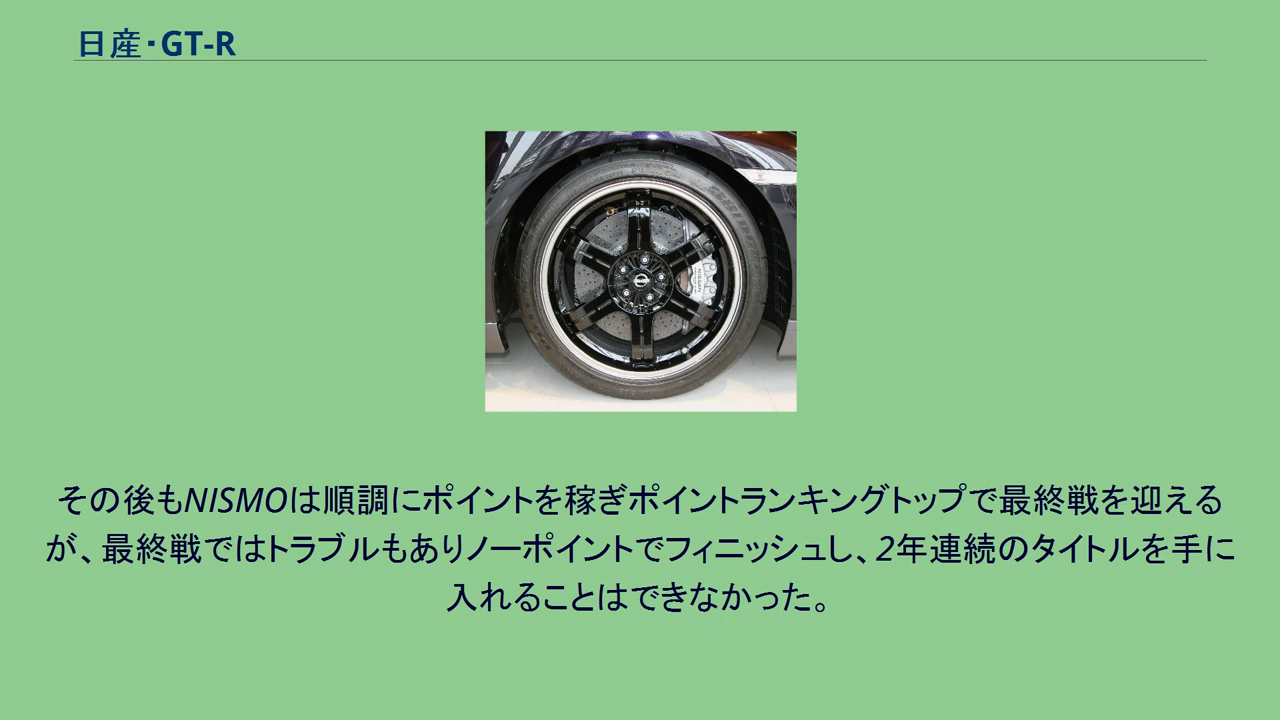 日産・GT-R
その後もNISMOは順調にポイントを稼ぎポイントランキングトップで最終戦を迎える
が、最終戦ではトラブルもありノーポイントでフィニッシュし、2年連続のタイトルを手に
入れることはできなかった。